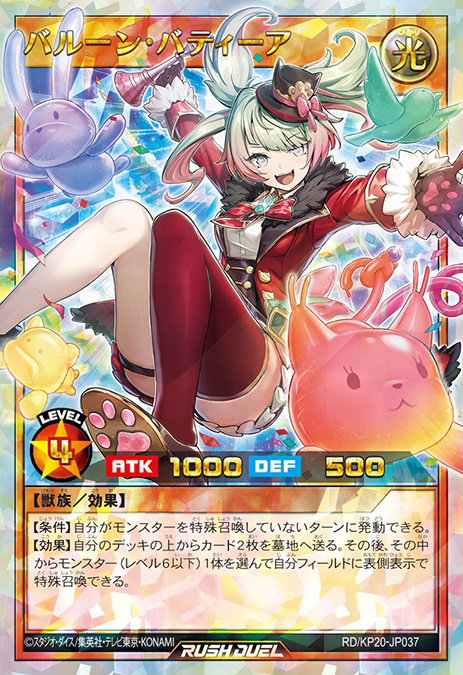 バルーン・バティーア
ひかり
光
LEVEL
4
ATK 1000 DEF 500
【獣族／効果】
【条件】自分がモンスターを特殊召喚していないターンに発動できる。
【効果】自分のデッキの上からカード2枚を墓地へ送る。その後、その中
からモンスター（レベル6以下）1体を選んで自分フィールドに表側表示で
特殊召喚できる。
©スタジオ・ダイス/集英社・テレビ東京・KONAMI
RUSH DUEL
RD/KP20-JP037